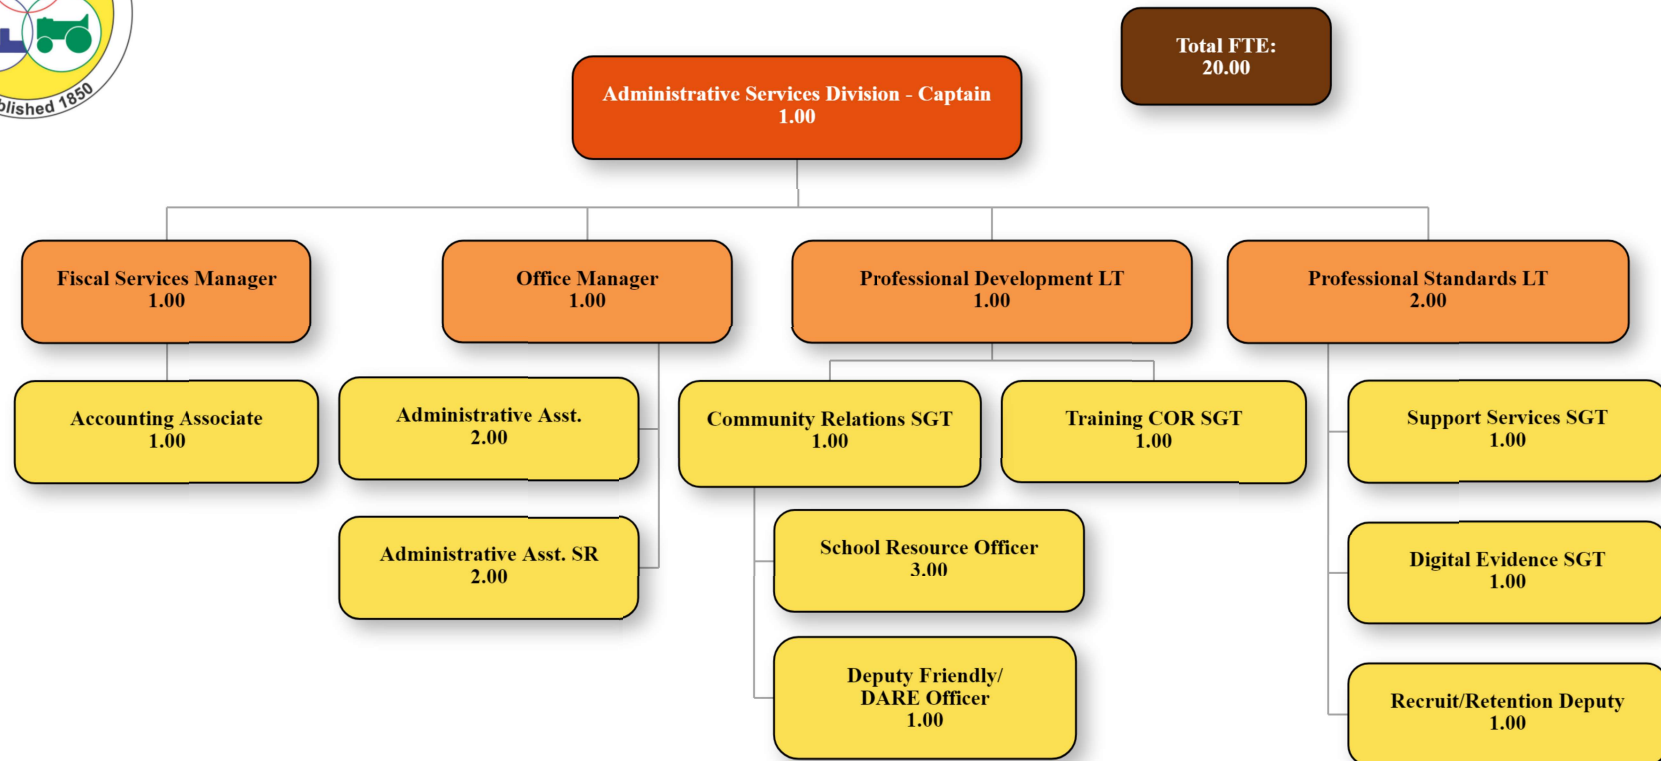 Total FTE:
20.00
Administrative Services Division - Captain
1.00
Fiscal Services Manager
1.00
Office Manager
1.00
Professional Development LT
1.00
Professional Standards LT
2.00
Accounting Associate
1.00
Administrative Asst.
2.00
Administrative Asst. SR
2.00
Community Relations SGT
1.00
Training COR SGT
1.00
School Resource Officer
3.00
Deputy Friendly/
DARE Officer
1.00
Support Services SGT
1.00
Digital Evidence SGT
1.00
Recruit/Retention Deputy
1.00
1850